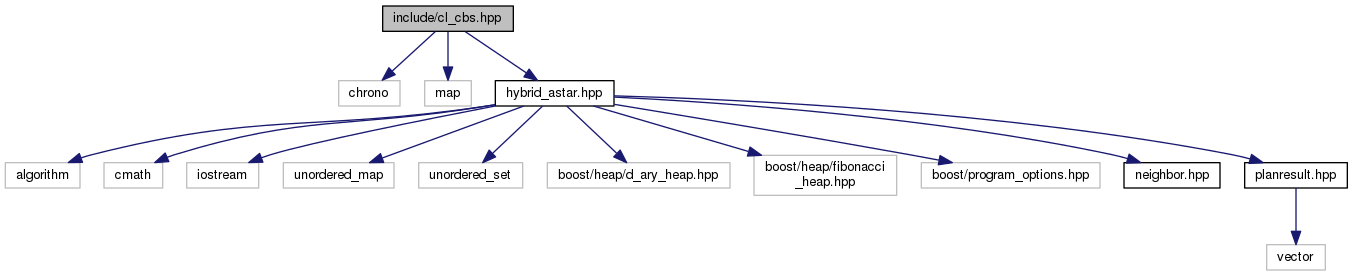 include/cl_cbs.hpp
chrono
map
hybrid_astar.hpp
algorithm
cmath
iostream
unordered_map
unordered_set
boost/heap/d_ary_heap.hpp
boost/heap/fibonacci
_heap.hpp
boost/program_options.hpp
neighbor.hpp
planresult.hpp
vector